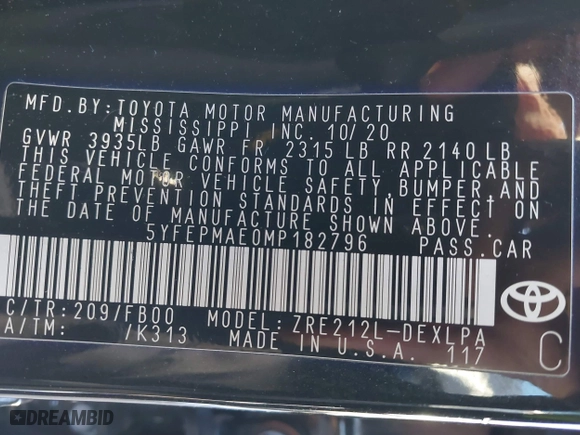 MFD.BY:TOYOTA MOTOR MANUFACTURING
MISSISSIPPI INC. 10/20
GVWR 3935LB GAWR FR 2315 LB RR 2140 LB
THIS VEHICLE CONFORMS TO ALL APPLICABLE
FEDERAL MOTOR VEHICLE SAFETY,BUMPER,AND
THEFT PREVENTION STANDARDS IN EFFECT ON
THE DATE OF MANUFACTURE SHOWN ABOVE.
5YFEPMAE0MP182796 PASS.CAR
C/TR:209/FB00 MODEL: ZRE212L-DEXLPA
A/TM: /K313 MADE IN U.S.A. 117
C
DREAMBID